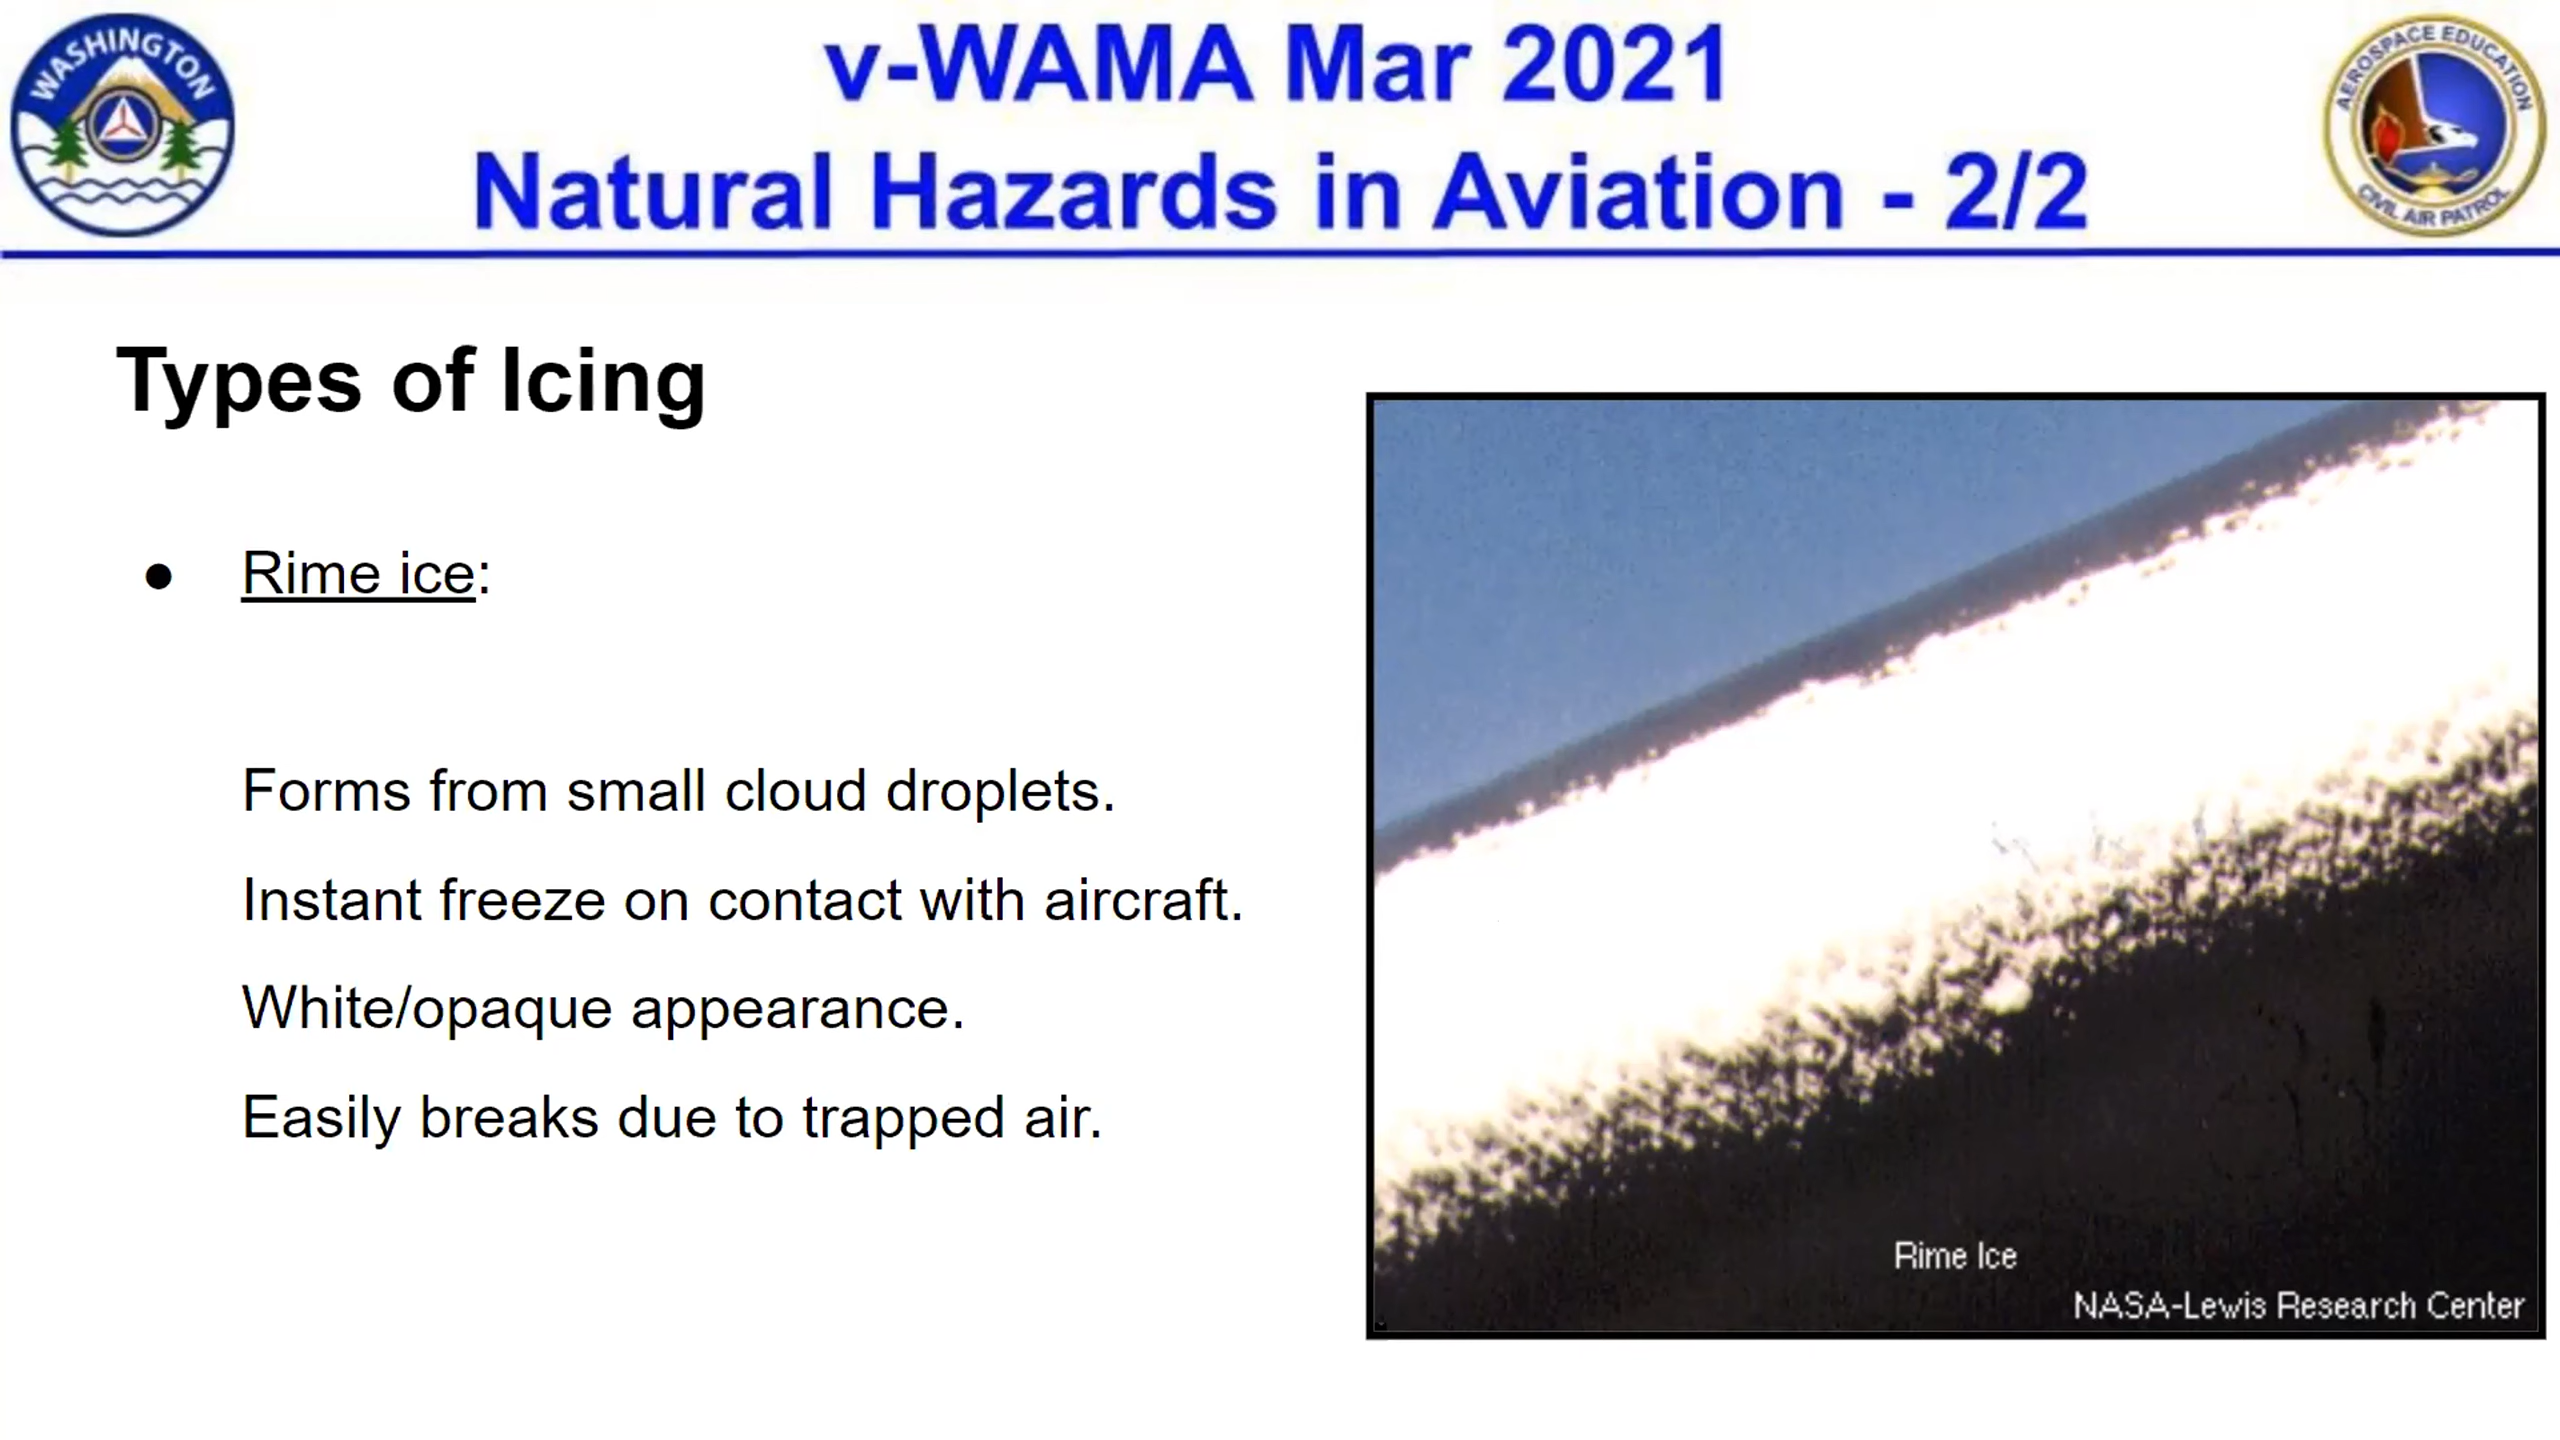 WASHINGTON
v-WAMA Mar 2021
Natural Hazards in Aviation - 2/2
AEROSPACE EDUCATION
CIVIL AIR PATROL
Types of Icing
● Rime ice:
Forms from small cloud droplets.
Instant freeze on contact with aircraft.
White/opaque appearance.
Easily breaks due to trapped air.
Rime Ice
NASA-Lewis Research Center